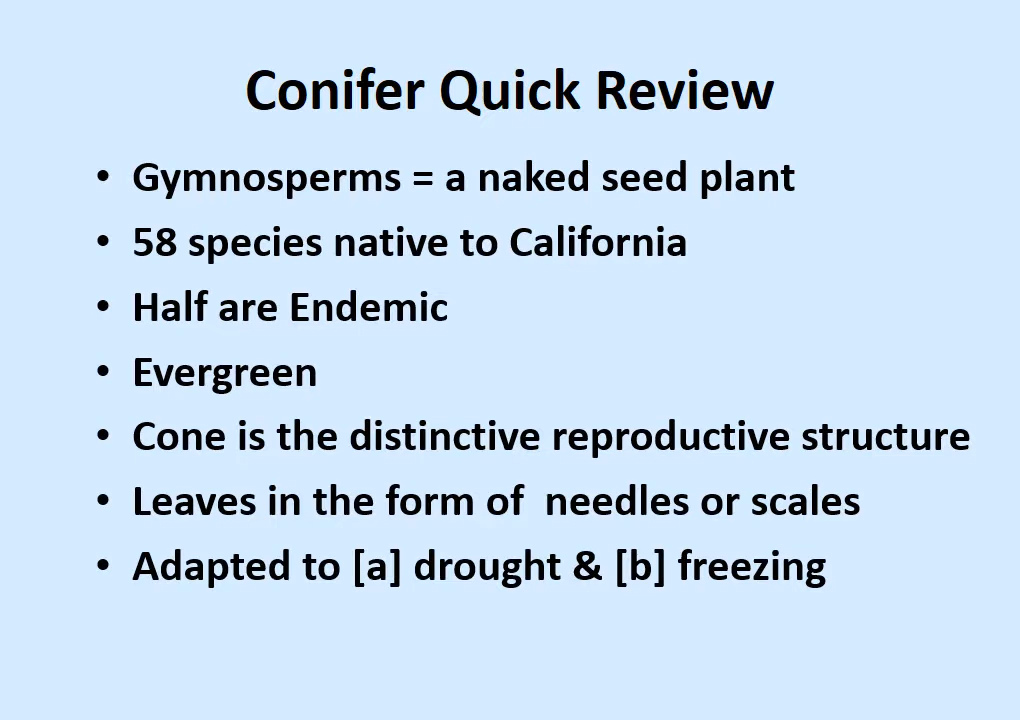 Conifer Quick Review
• Gymnosperms = a naked seed plant
• 58 species native to California
• Half are Endemic
• Evergreen
• Cone is the distinctive reproductive structure
• Leaves in the form of  needles or scales
• Adapted to [a] drought & [b] freezing